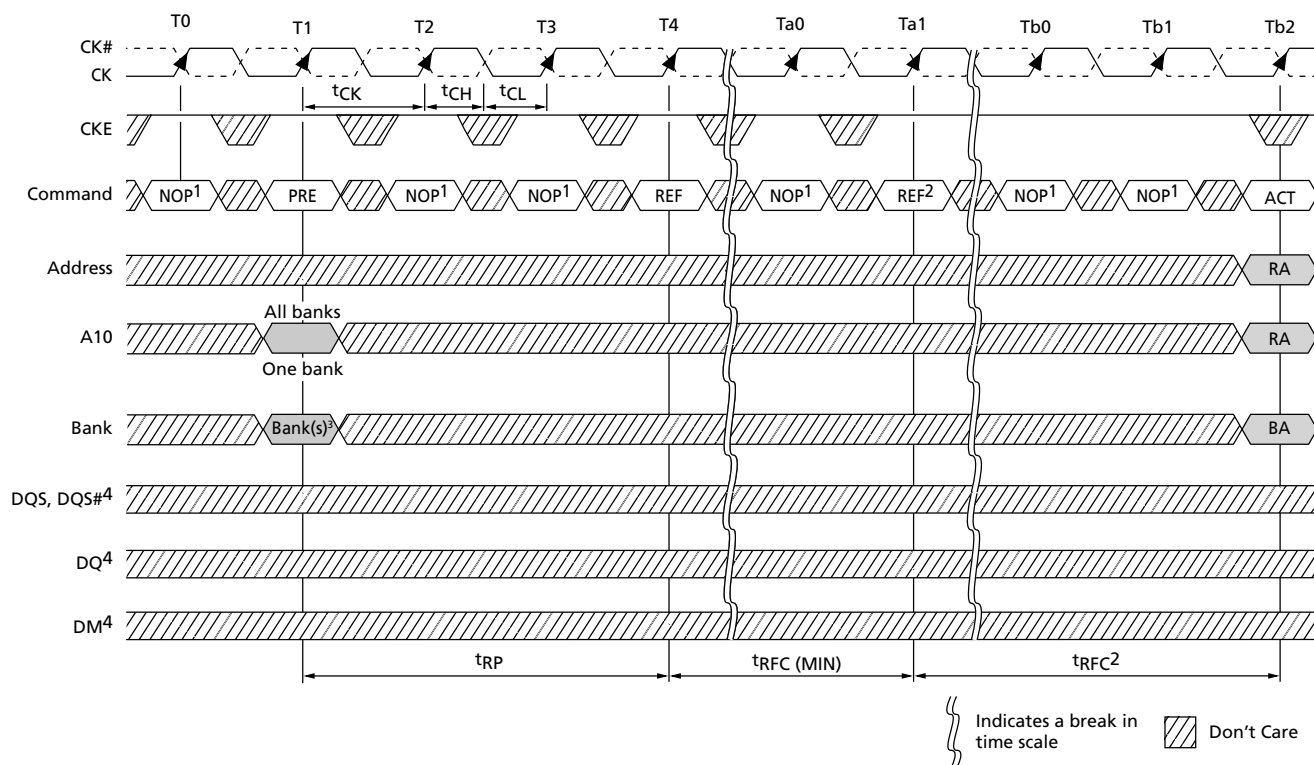 T0 T1 T2 T3 T4 Ta0 Ta1 Tb0 Tb1 Tb2
CK#
CK
tCK tCH tCL
CKE
Command NOP1 PRE NOP1 NOP1 REF NOP1 REF2 NOP1 NOP1 ACT
Address RA
All banks
A10 RA
One bank
Bank Bank(s)3 BA
DQS, DQS#4
DQ4
DM4
tRP tRFC (MIN) tRFC2
Indicates a break in
time scale
Don't Care